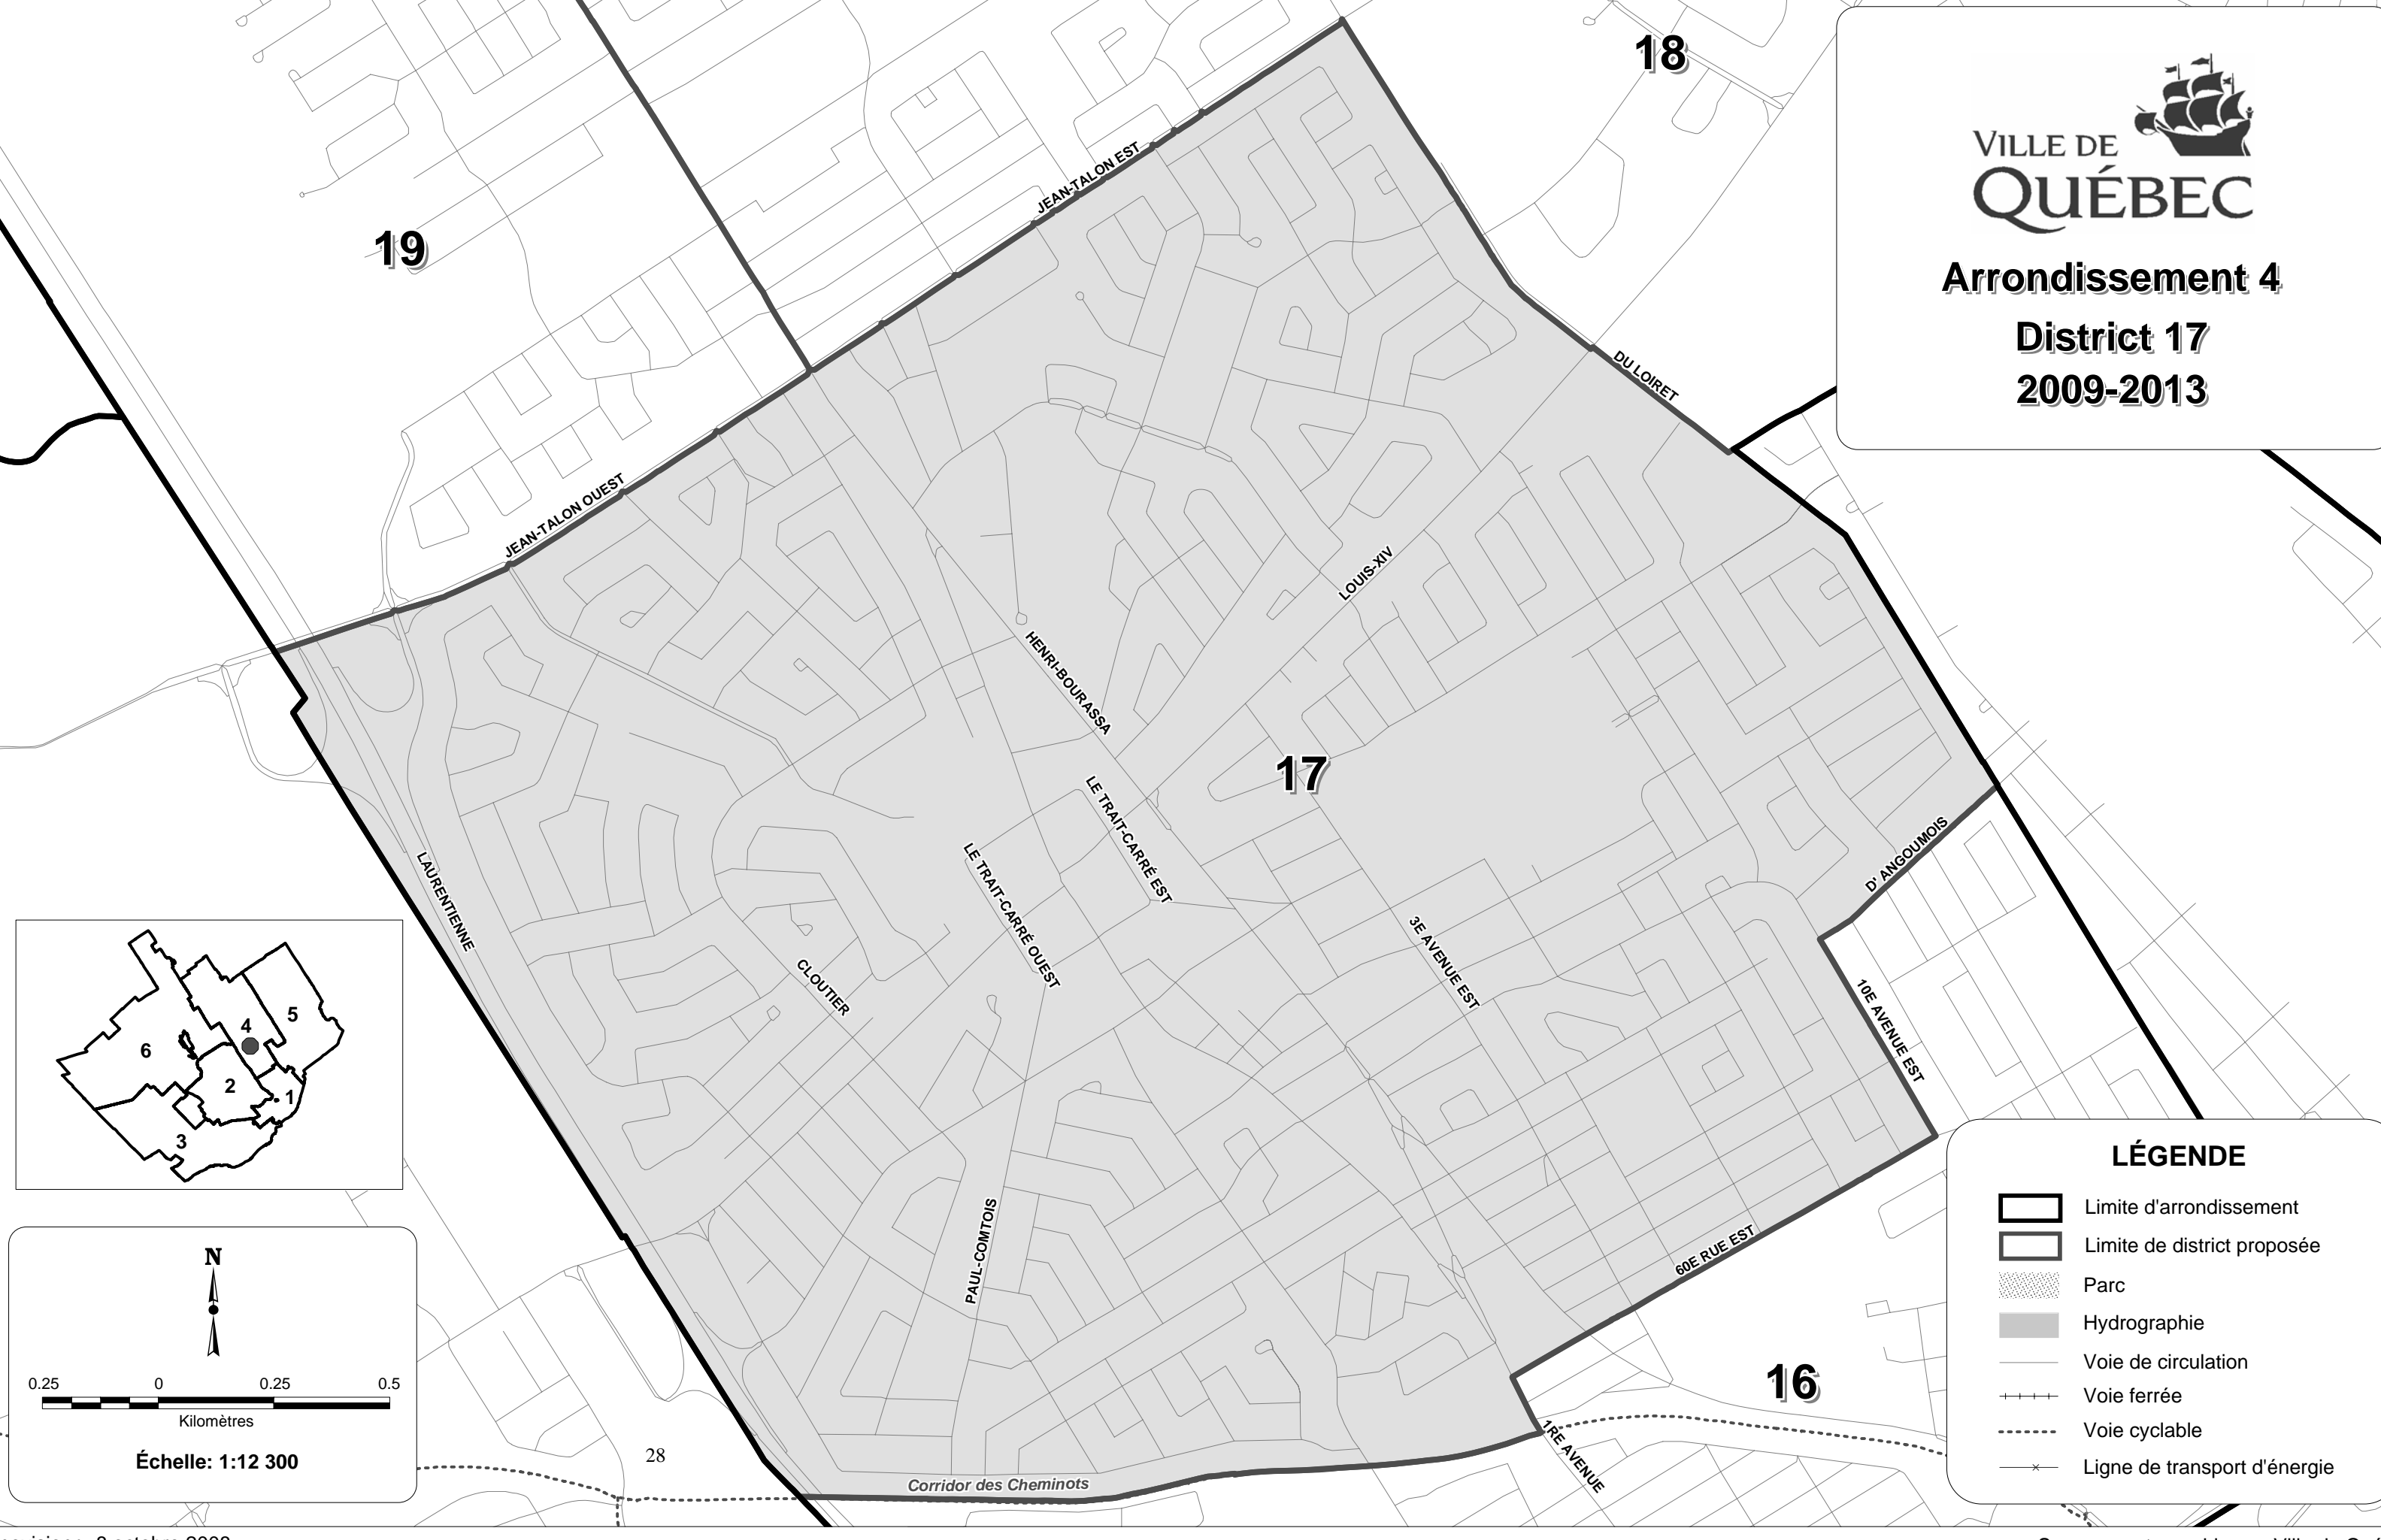 VILLE DE
QUÉBEC
Arrondissement 4
District 17
2009-2013
18
19
JEAN-TALON EST
DU LOIRET
JEAN-TALON OUEST
LOUIS-XIV
HENRI-BOURASSA
17
LE TRAIT-CARRÉ EST
LE TRAIT-CARRÉ OUEST
LAURENTIENNE
CLOUTIER
3E AVENUE EST
D' ANGOUMOIS
10E AVENUE EST
PAUL-COMTOIS
60E RUE EST
16
1RE AVENUE
Corridor des Cheminots
28
5
4
6
2
1
3
N
0.25 0 0.25 0.5
Kilomètres
Échelle: 1:12 300
LÉGENDE
Limite d'arrondissement
Limite de district proposée
Parc
Hydrographie
Voie de circulation
Voie ferrée
Voie cyclable
Ligne de transport d'énergie